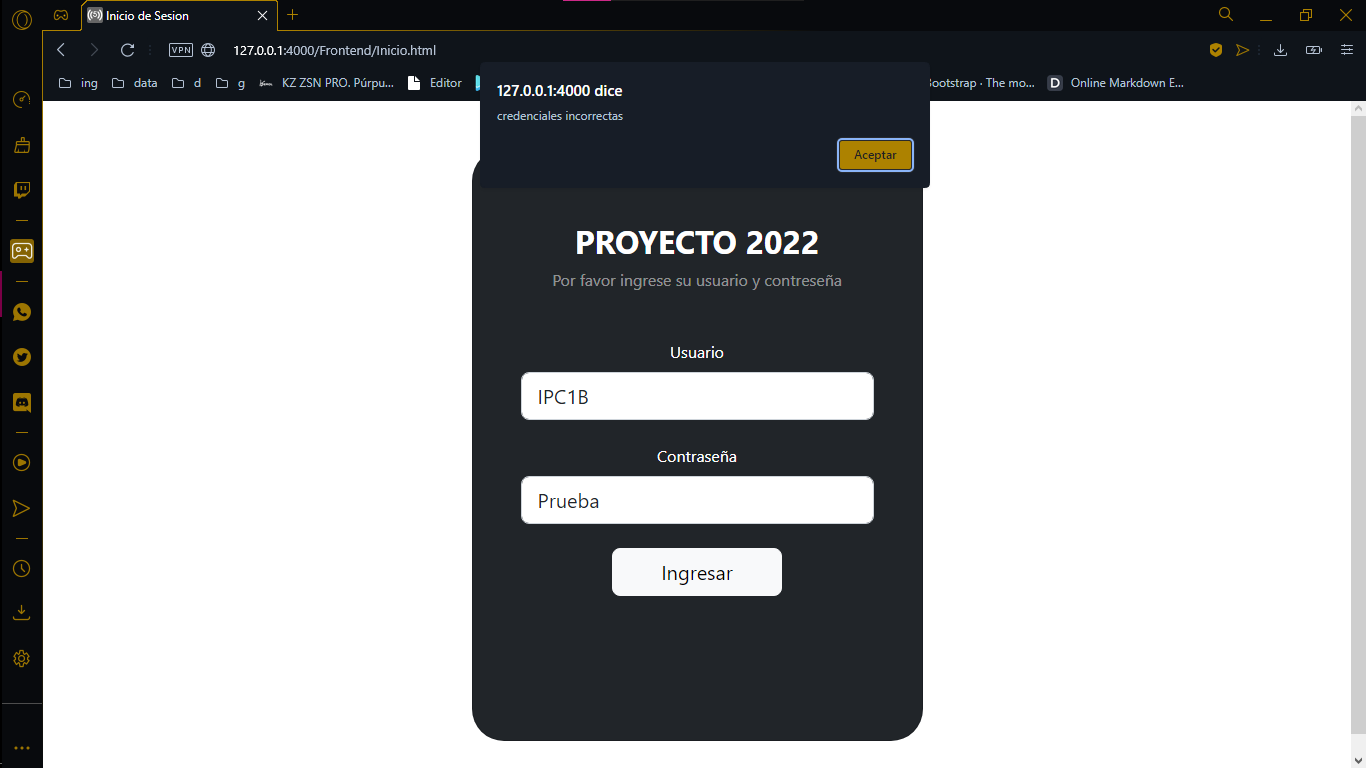 Inicio de Sesion
VPN
127.0.0.1:4000/Frontend/Inicio.html
ing
data
d
g
KZ ZSN PRO. Púrpu...
Editor
Bootstrap · The mo...
D
Online Markdown E...
127.0.0.1:4000 dice
credenciales incorrectas
Aceptar
PROYECTO 2022
Por favor ingrese su usuario y contreseña
Usuario
IPC1B
Contraseña
Prueba
Ingresar